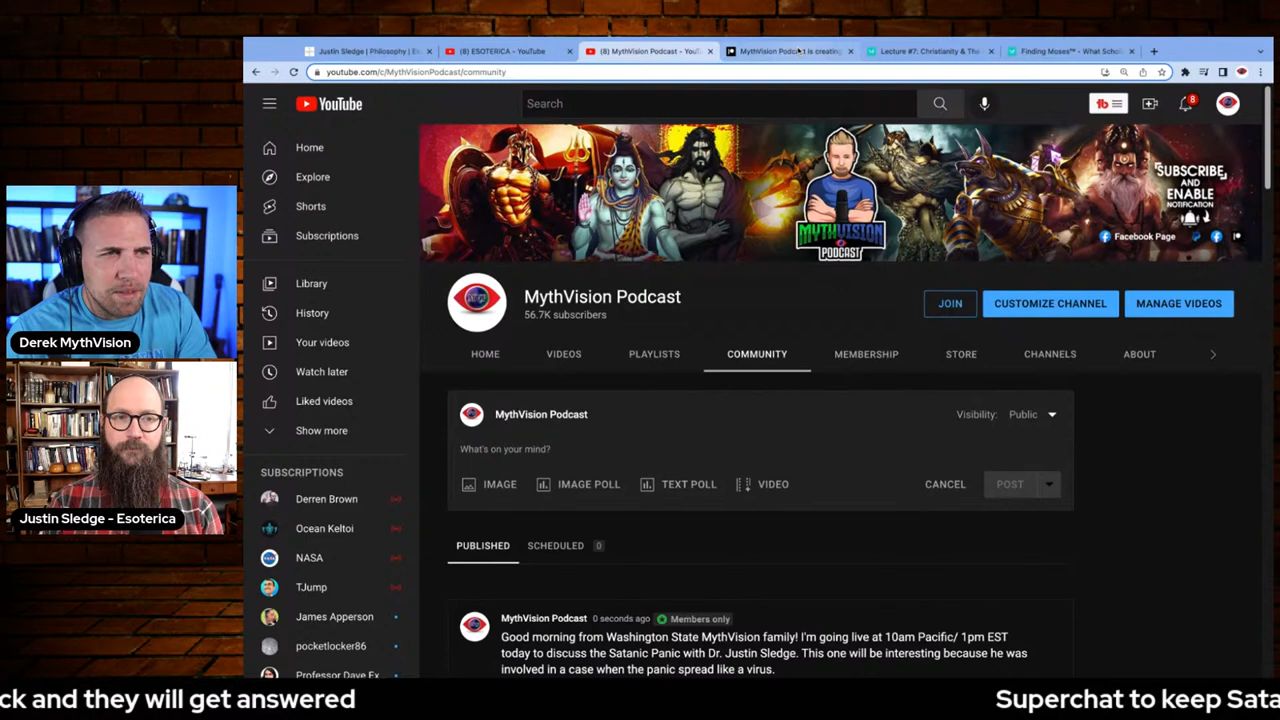 Justin Sledge | Philosophy | Es
(8) ESOTERICA - YouTube
(8) MythVision Podcast - YouTu
MythVision Podcast is creating
Lecture #7: Christianity & The
Finding Moses™ - What Schol
youtube.com/c/MythVisionPodcast/community
YouTube
Search
8
Home
Explore
Shorts
Subscriptions
Library
History
Your videos
Watch later
Liked videos
Show more
SUBSCRIPTIONS
Derren Brown
Ocean Keltoi
NASA
TJump
James Apperson
pocketlocker86
Professor Dave Ex
MYTHVISION
PODCAST
SUBSCRIBE
AND
ENABLE
NOTIFICATION
Facebook Page
MythVision Podcast
56.7K subscribers
JOIN
CUSTOMIZE CHANNEL
MANAGE VIDEOS
HOME
VIDEOS
PLAYLISTS
COMMUNITY
MEMBERSHIP
STORE
CHANNELS
ABOUT
MythVision Podcast
Visibility: Public
What's on your mind?
IMAGE
IMAGE POLL
TEXT POLL
VIDEO
CANCEL
POST
PUBLISHED
SCHEDULED 0
MythVision Podcast 0 seconds ago Members only
Good morning from Washington State MythVision family! I'm going live at 10am Pacific/ 1pm EST
today to discuss the Satanic Panic with Dr. Justin Sledge. This one will be interesting because he was
involved in a case when the panic spread like a virus.
Derek MythVision
Justin Sledge - Esoterica
ck and they will get answered
Superchat to keep Sata